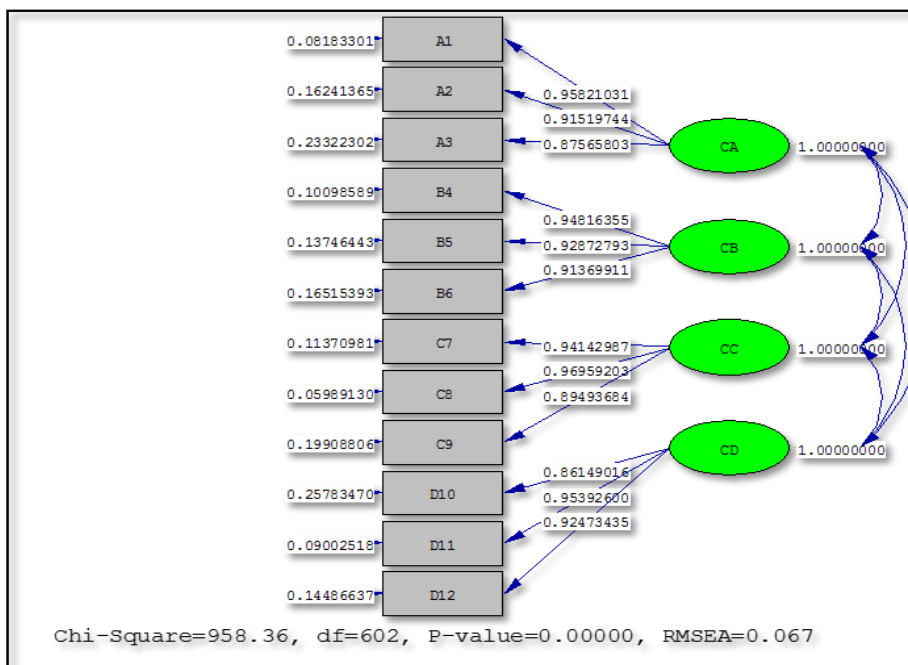 0.08183301 A1
0.95821031
0.16241365 A2
0.91519744
0.23322302 A3 0.87565803 CA 1.00000000
0.10098589 B4
0.94816355
0.13746443 B5 0.92872793 CB 1.00000000
0.91369911
0.16515393 B6
0.11370981 C7 0.94142987 CC 1.00000000
0.96959203
0.05989130 C8
0.89493684
0.19908806 C9
CD 1.00000000
0.86149016
0.25783470 D10
0.95392600
0.92473435
0.09002518 D11
0.14486637 D12
Chi-Square=958.36, df=602, P-value=0.00000, RMSEA=0.067